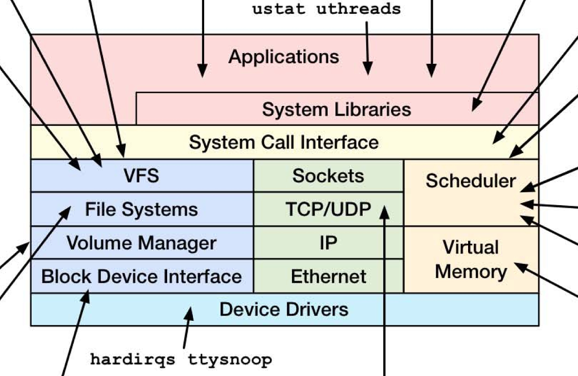 ustat uthreads
Applications
System Libraries
System Call Interface
VFS
Sockets
Scheduler
File Systems
TCP/UDP
Volume Manager
IP
Virtual
Memory
Block Device Interface
Ethernet
Device Drivers
hardirqs ttysnoop